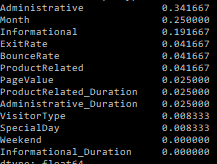 Administrative 0.341667
Month 0.250000
Informational 0.191667
ExitRate 0.041667
BounceRate 0.041667
ProductRelated 0.041667
PageValue 0.025000
ProductRelated_Duration 0.025000
Administrative_Duration 0.025000
VisitorType 0.008333
SpecialDay 0.008333
Weekend 0.000000
Informational_Duration 0.000000
dtype: float64